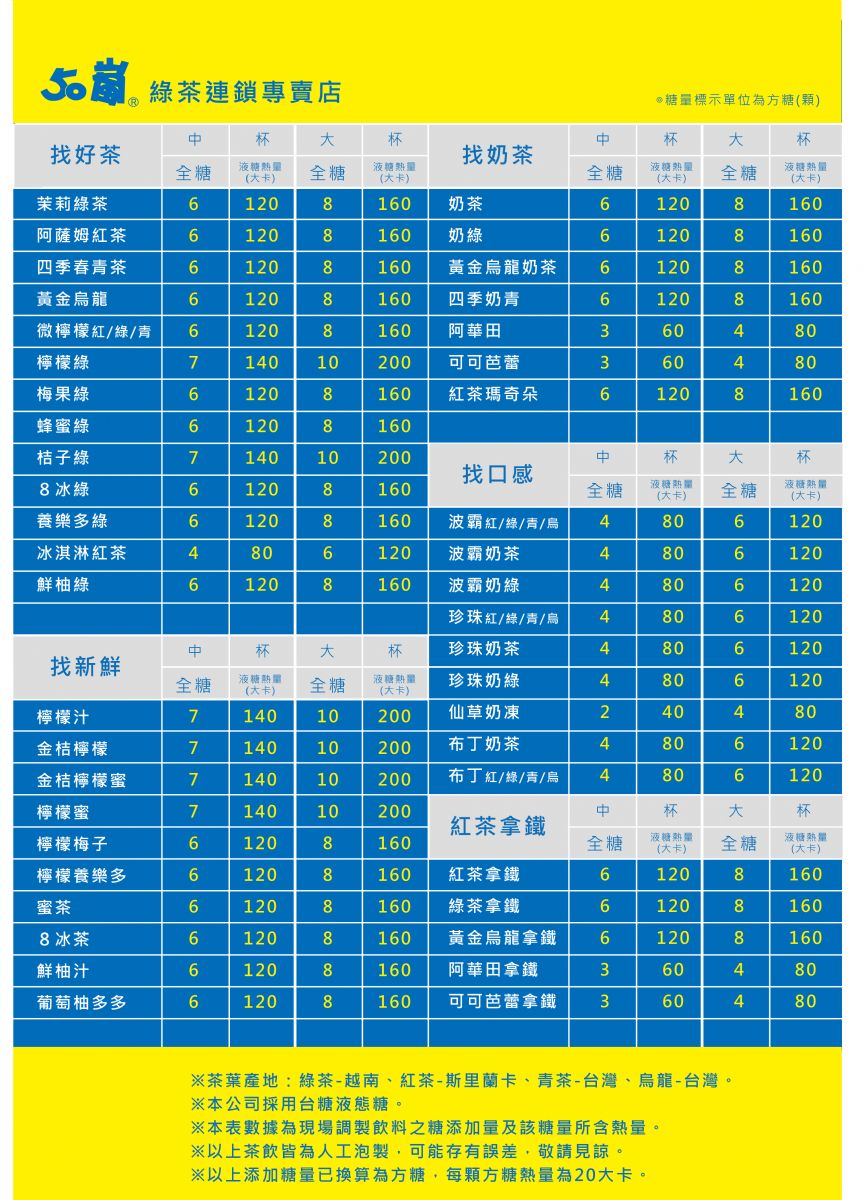 50嵐® 綠茶連鎖專賣店
◎糖量標示單位為方糖(顆)
找好茶 中 杯 大 杯
全糖 液糖熱量(大卡) 全糖 液糖熱量(大卡)
茉莉綠茶 6 120 8 160
阿薩姆紅茶 6 120 8 160
四季春青茶 6 120 8 160
黃金烏龍 6 120 8 160
微檸檬紅/綠/青 6 120 8 160
檸檬綠 7 140 10 200
梅果綠 6 120 8 160
蜂蜜綠 6 120 8 160
桔子綠 7 140 10 200
8冰綠 6 120 8 160
養樂多綠 6 120 8 160
冰淇淋紅茶 4 80 6 120
鮮柚綠 6 120 8 160
找新鮮 中 杯 大 杯
全糖 液糖熱量(大卡) 全糖 液糖熱量(大卡)
檸檬汁 7 140 10 200
金桔檸檬 7 140 10 200
金桔檸檬蜜 7 140 10 200
檸檬蜜 7 140 10 200
檸檬梅子 6 120 8 160
檸檬養樂多 6 120 8 160
蜜茶 6 120 8 160
8冰茶 6 120 8 160
鮮柚汁 6 120 8 160
葡萄柚多多 6 120 8 160
找奶茶 中 杯 大 杯
全糖 液糖熱量(大卡) 全糖 液糖熱量(大卡)
奶茶 6 120 8 160
奶綠 6 120 8 160
黃金烏龍奶茶 6 120 8 160
四季奶青 6 120 8 160
阿華田 3 60 4 80
可可芭蕾 3 60 4 80
紅茶瑪奇朵 6 120 8 160
找口感 中 杯 大 杯
全糖 液糖熱量(大卡) 全糖 液糖熱量(大卡)
波霸紅/綠/青/烏 4 80 6 120
波霸奶茶 4 80 6 120
波霸奶綠 4 80 6 120
珍珠紅/綠/青/烏 4 80 6 120
珍珠奶茶 4 80 6 120
珍珠奶綠 4 80 6 120
仙草奶凍 2 40 4 80
布丁奶茶 4 80 6 120
布丁紅/綠/青/烏 4 80 6 120
紅茶拿鐵 中 杯 大 杯
全糖 液糖熱量(大卡) 全糖 液糖熱量(大卡)
紅茶拿鐵 6 120 8 160
綠茶拿鐵 6 120 8 160
黃金烏龍拿鐵 6 120 8 160
阿華田拿鐵 3 60 4 80
可可芭蕾拿鐵 3 60 4 80
※茶葉產地：綠茶-越南、紅茶-斯里蘭卡、青茶-台灣、烏龍-台灣。
※本公司採用台糖液態糖。
※本表數據為現場調製飲料之糖添加量及該糖量所含熱量。
※以上茶飲皆為人工泡製，可能存有誤差，敬請見諒。
※以上添加糖量已換算為方糖，每顆方糖熱量為20大卡。